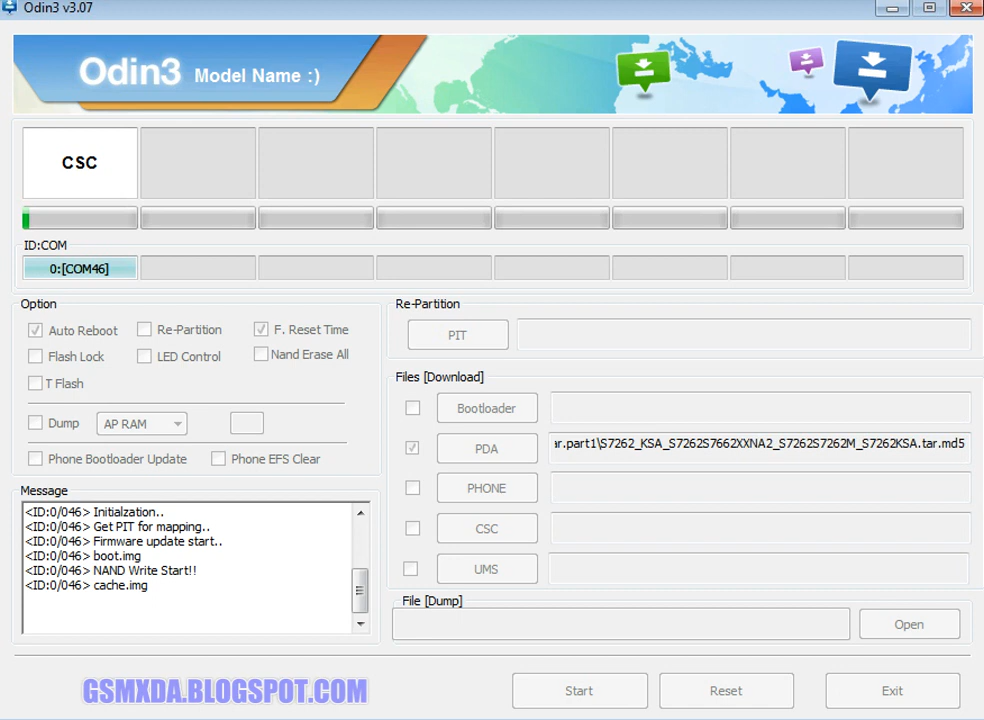 Odin3 v3.07
Odin3 Model Name :)
CSC
ID:COM
0:[COM46]
Option
Auto Reboot
Re-Partition
F. Reset Time
Flash Lock
LED Control
Nand Erase All
T Flash
Dump
AP RAM
Phone Bootloader Update
Phone EFS Clear
Message
<ID:0/046> Initialzation..
<ID:0/046> Get PIT for mapping..
<ID:0/046> Firmware update start..
<ID:0/046> boot.img
<ID:0/046> NAND Write Start!!
<ID:0/046> cache.img
Re-Partition
PIT
Files [Download]
Bootloader
PDA
ar.part1\S7262_KSA_S7262S7662XXNA2_S7262S7262M_S7262KSA.tar.md5
PHONE
CSC
UMS
File [Dump]
Open
GSMXDA.BLOGSPOT.COM
Start
Reset
Exit